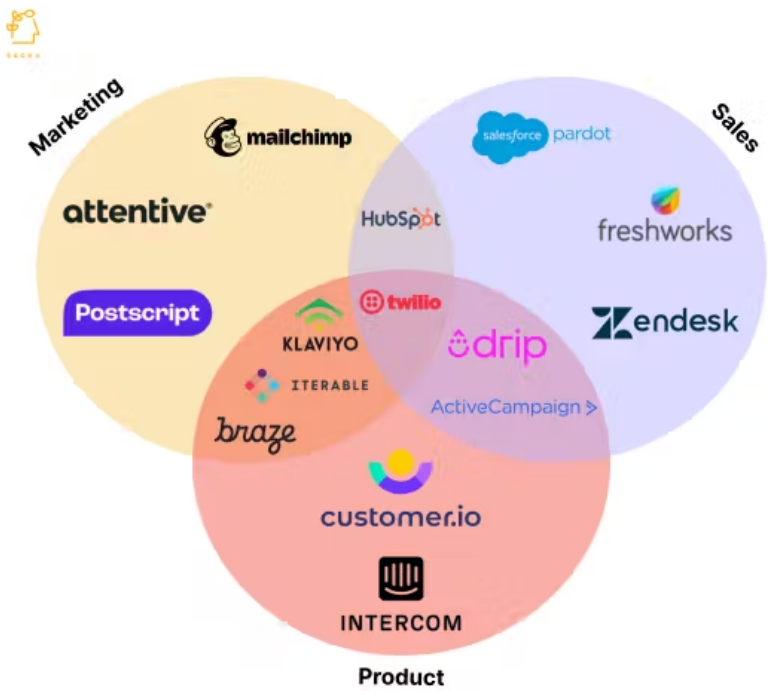 Marketing
Sales
mailchimp
salesforce pardot
attentive®
HubSpot
freshworks
Postscript
twilio
KLAVIYO
Zendesk
drip
ITERABLE
ActiveCampaign >
braze
customer.io
INTERCOM
Product